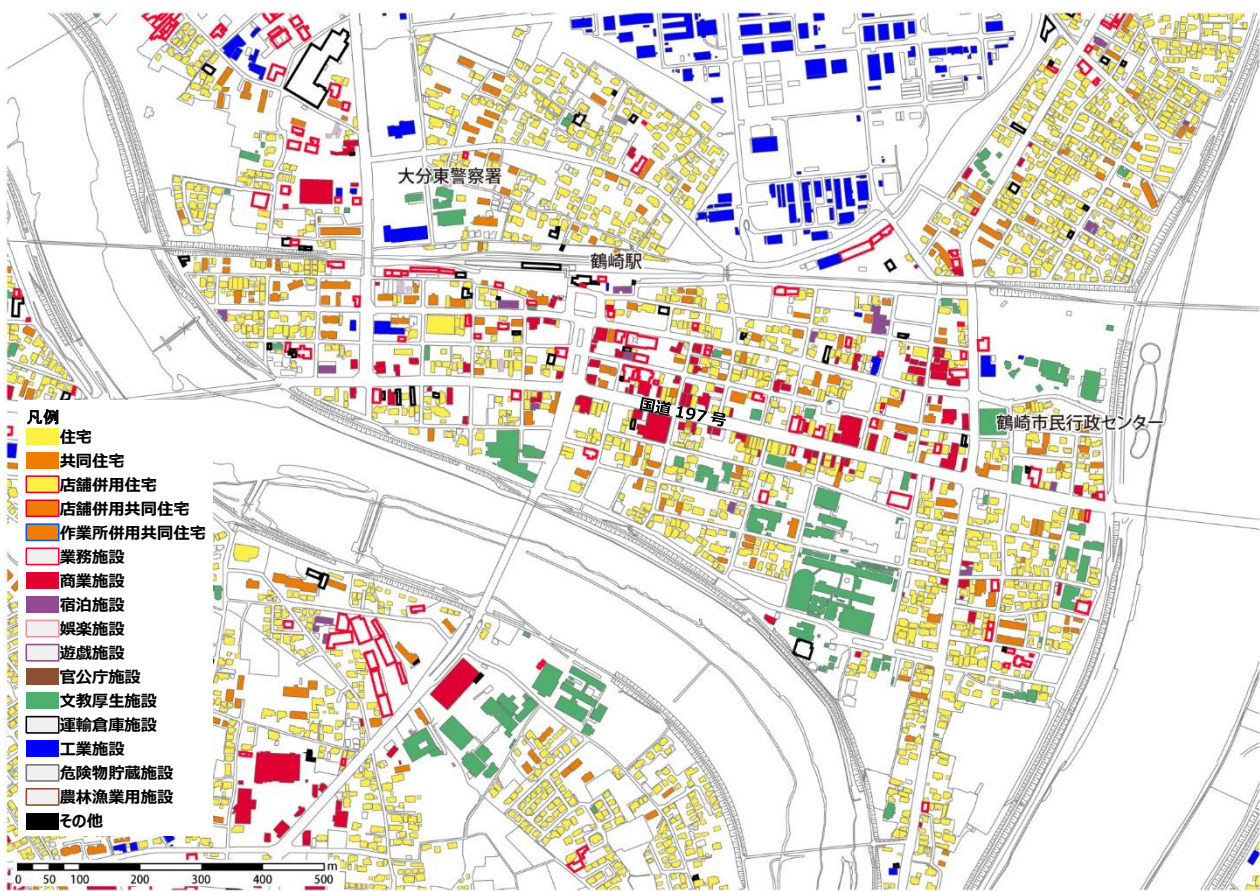 大分東警察署
鶴崎駅
国道197号
鶴崎市民行政センター
凡例
住宅
共同住宅
店舗併用住宅
店舗併用共同住宅
作業所併用共同住宅
業務施設
商業施設
宿泊施設
娯楽施設
遊戯施設
官公庁施設
文教厚生施設
運輸倉庫施設
工業施設
危険物貯蔵施設
農林漁業用施設
その他
0 50 100 200 300 400 500 m